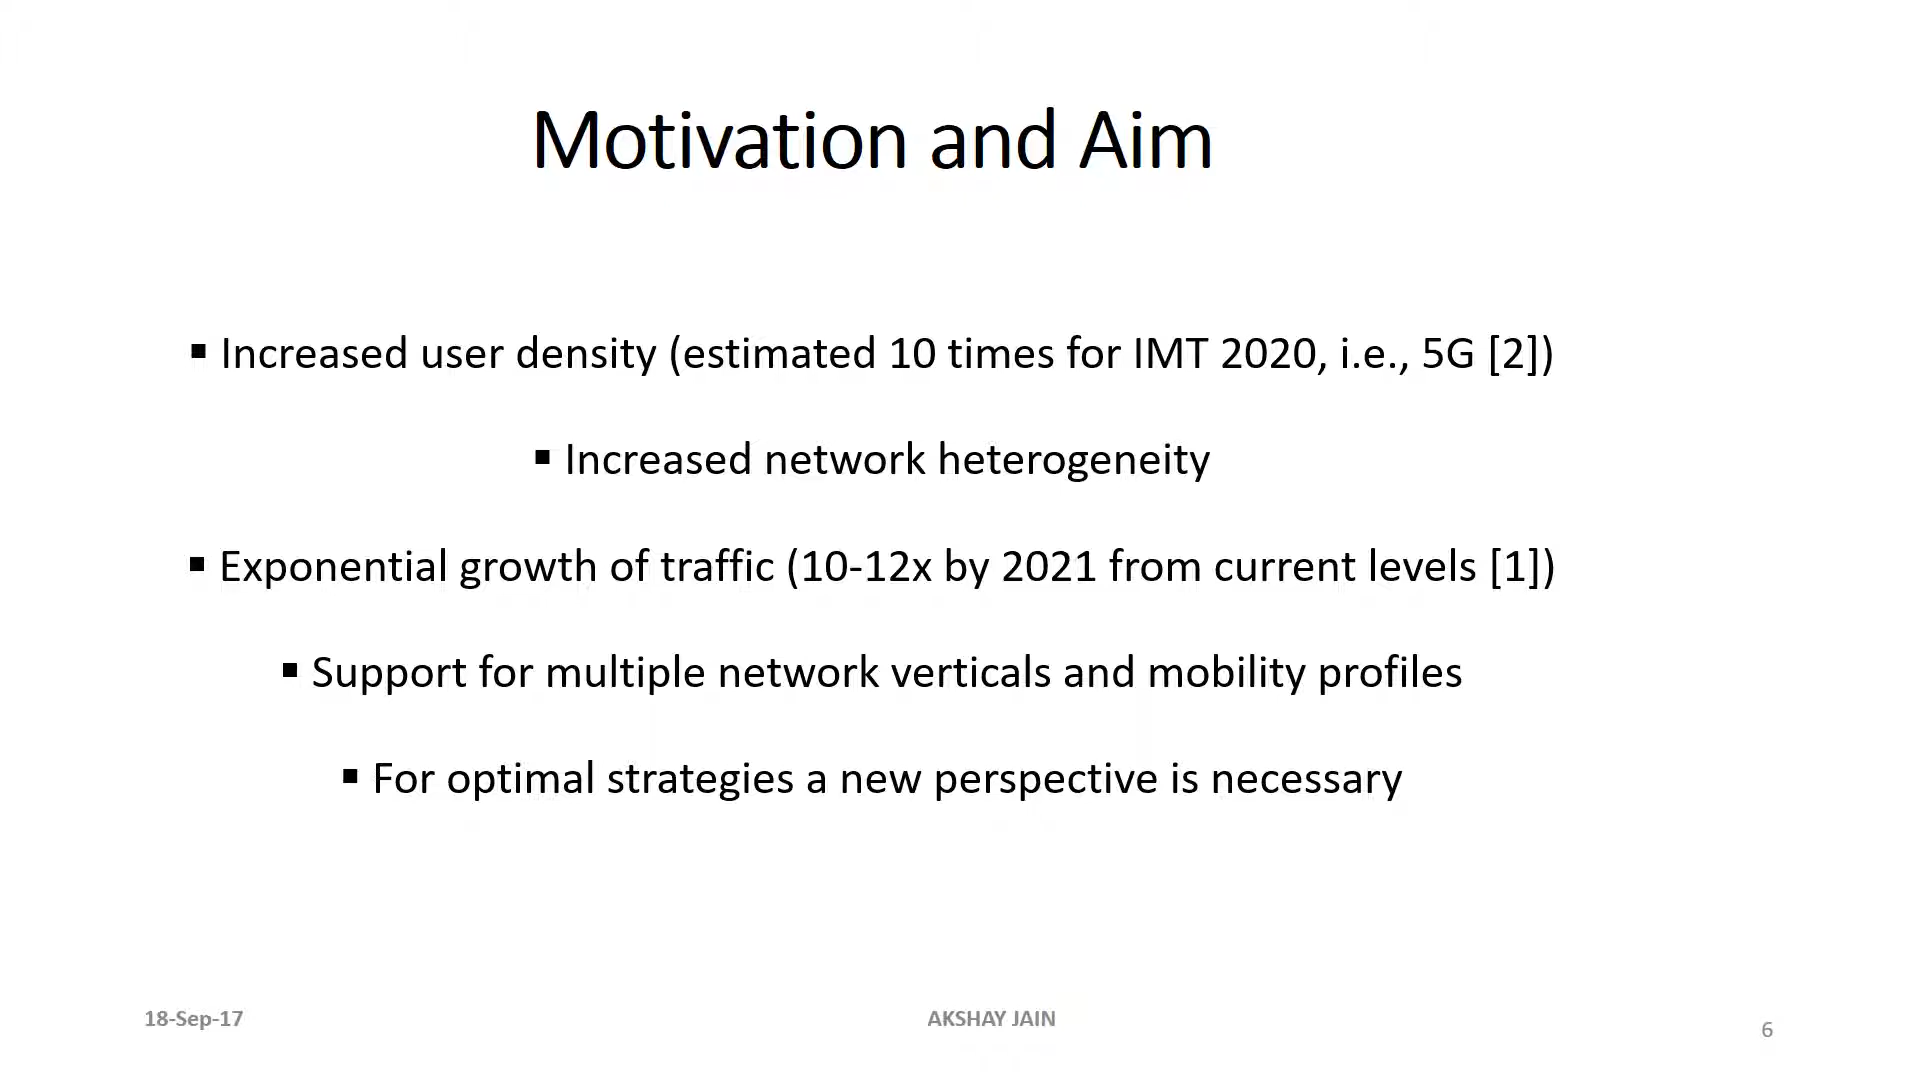 Motivation and Aim
▪ Increased user density (estimated 10 times for IMT 2020, i.e., 5G [2])
▪ Increased network heterogeneity
▪ Exponential growth of traffic (10-12x by 2021 from current levels [1])
▪ Support for multiple network verticals and mobility profiles
▪ For optimal strategies a new perspective is necessary
18-Sep-17
AKSHAY JAIN
6